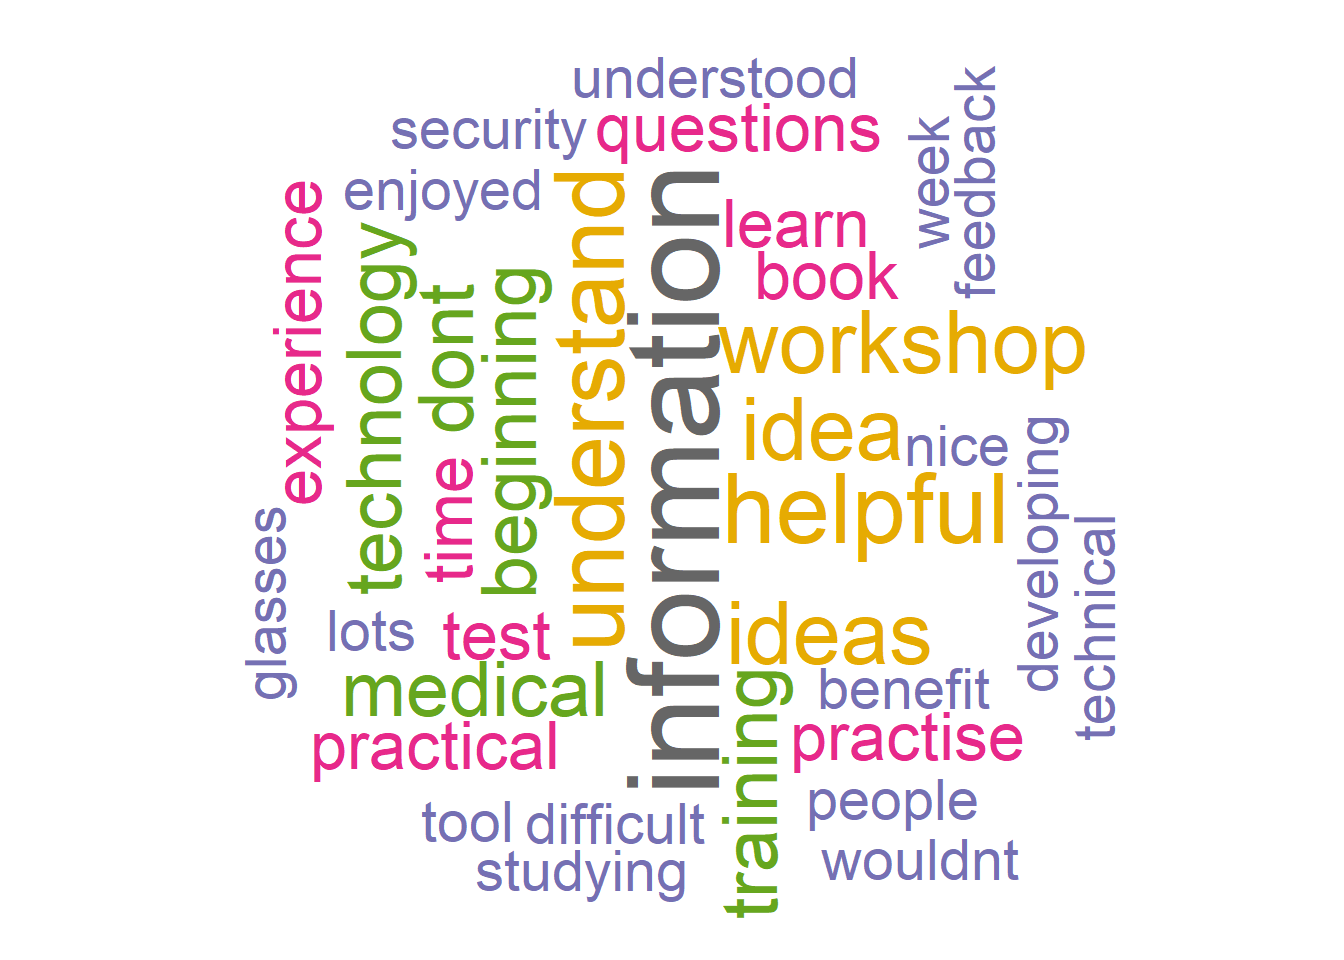 understood
security
questions
week
feedback
enjoyed
experience
technology
dont
beginning
understand
information
learn
book
workshop
idea
nice
helpful
time
developing
technical
glasses
lots
test
ideas
medical
benefit
practical
training
practise
tool
difficult
people
studying
wouldnt